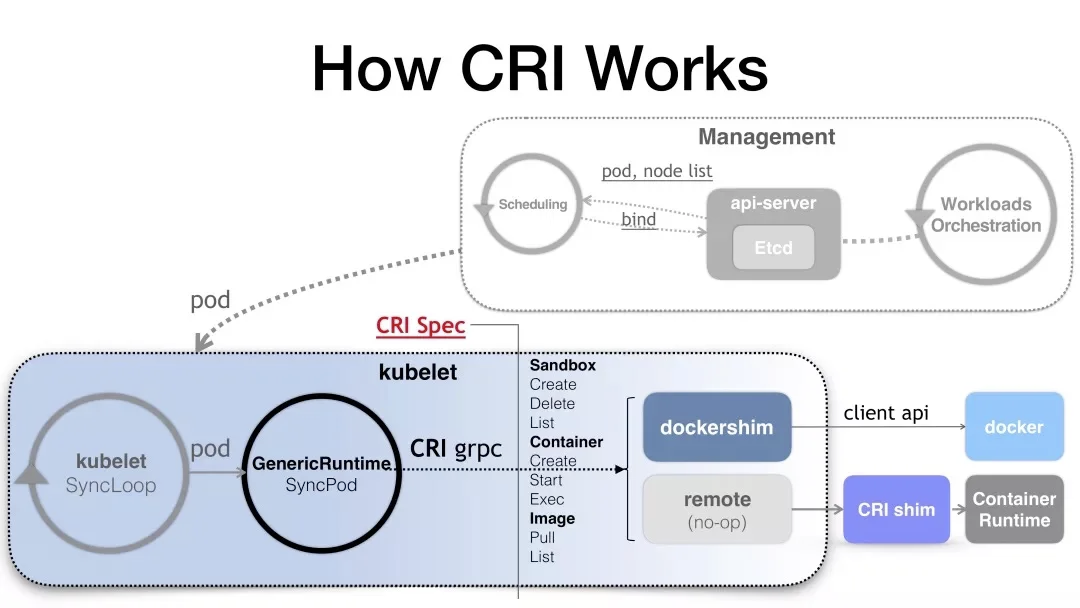 How CRI Works
Management
Scheduling
pod, node list
bind
api-server
Etcd
Workloads
Orchestration
pod
CRI Spec
kubelet
kubelet
SyncLoop
pod
GenericRuntime
SyncPod
CRI grpc
Sandbox
Create
Delete
List
Container
Create
Start
Exec
Image
Pull
List
dockershim
remote
(no-op)
client api
docker
CRI shim
Container
Runtime